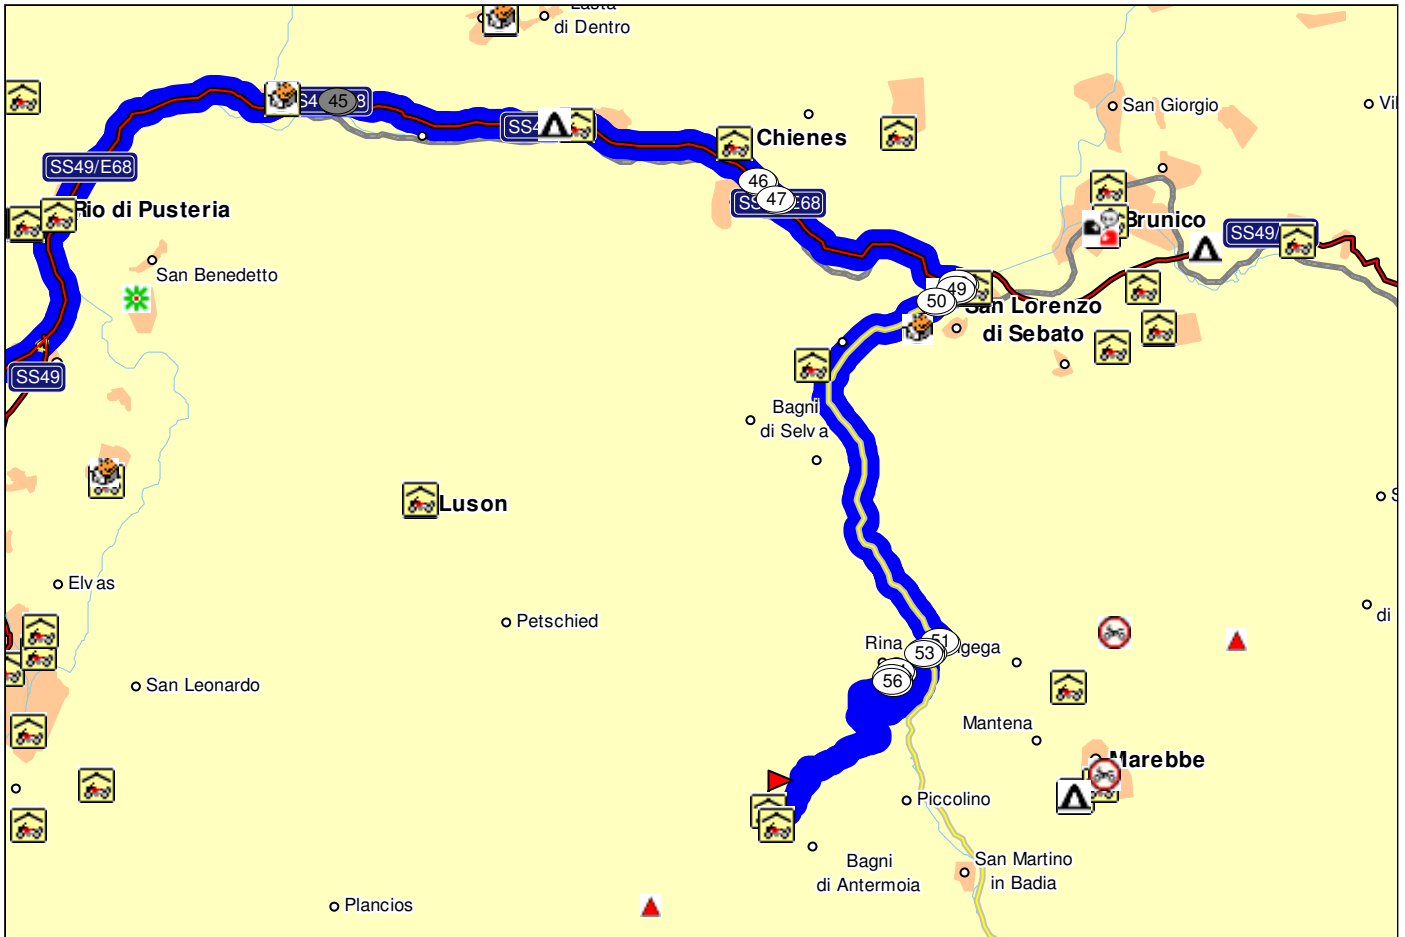 di Dentro
San Giorgio
45
SS49/E68
Chienes
46
47
Rio di Pusteria
Brunico
San Benedetto
49
50
San Lorenzo
di Sebato
SS49
Bagni
di Selva
Luson
Elvas
Petschied
di
51
Rina
53
56
San Leonardo
Mantena
Marebbe
Piccolino
Bagni
di Antermoia
San Martino
in Badia
Plancios